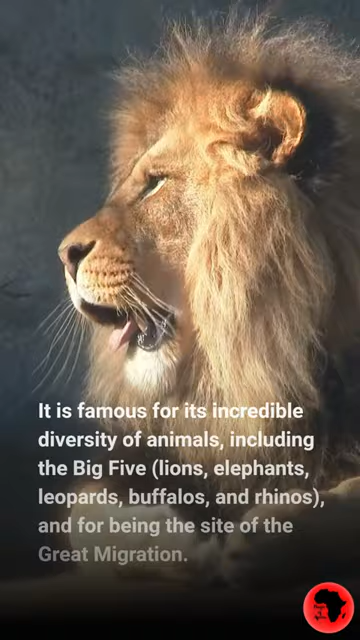 It is famous for its incredible
diversity of animals, including
the Big Five (lions, elephants,
leopards, buffalos, and rhinos),
and for being the site of the
Great Migration.